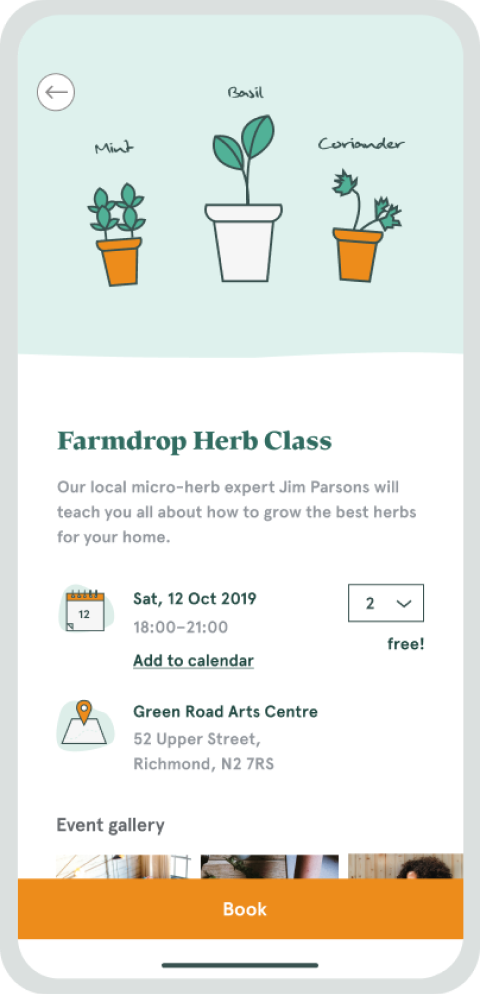 Basil
Mint
Coriander
Farmdrop Herb Class
Our local micro-herb expert Jim Parsons will
teach you all about how to grow the best herbs
for your home.
12
Sat, 12 Oct 2019
2
18:00–21:00
free!
Add to calendar
Green Road Arts Centre
52 Upper Street,
Richmond, N2 7RS
Event gallery
Book